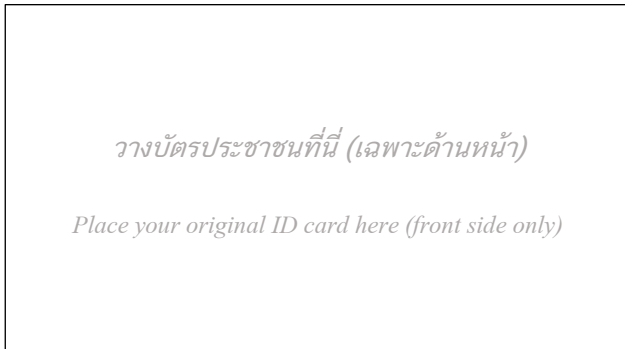 วางบัตรประชาชนที่นี่ (เฉพาะด้านหน้า)
Place your original ID card here (front side only)